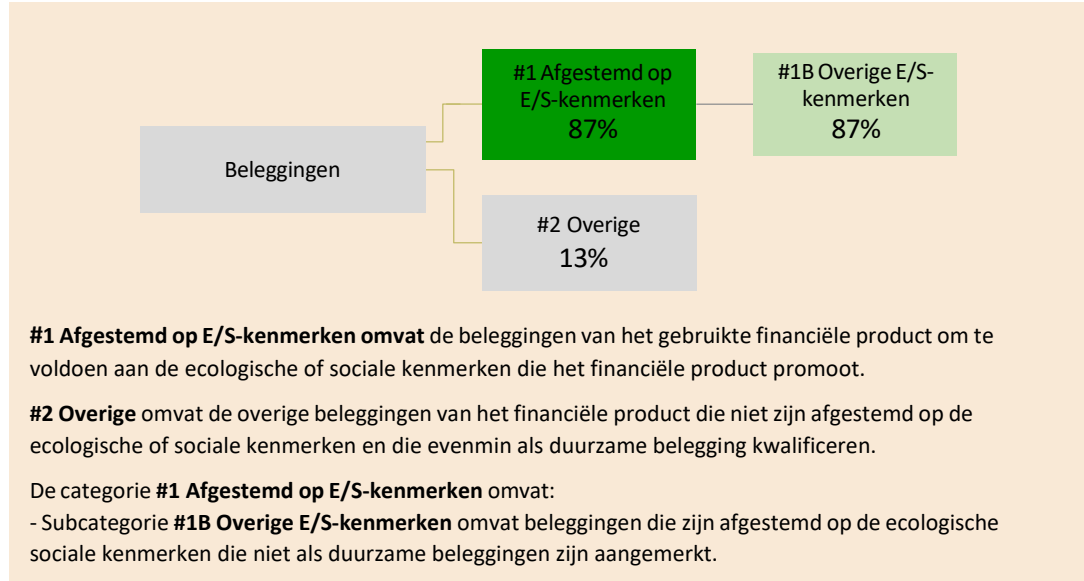 #1 Afgestemd op
E/S-kenmerken
87%
#1B Overige E/S-
kenmerken
87%
Beleggingen
#2 Overige
13%
#1 Afgestemd op E/S-kenmerken omvat de beleggingen van het gebruikte financiële product om te
voldoen aan de ecologische of sociale kenmerken die het financiële product promoot.
#2 Overige omvat de overige beleggingen van het financiële product die niet zijn afgestemd op de
ecologische of sociale kenmerken en die evenmin als duurzame belegging kwalificeren.
De categorie #1 Afgestemd op E/S-kenmerken omvat:
- Subcategorie #1B Overige E/S-kenmerken omvat beleggingen die zijn afgestemd op de ecologische
sociale kenmerken die niet als duurzame beleggingen zijn aangemerkt.